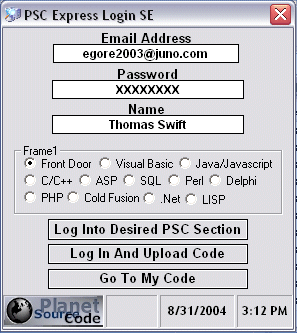 PSC Express Login SE
Email Address
egore2003@juno.com
Password
XXXXXXXX
Name
Thomas Swift
Frame1
Front Door Visual Basic Java/Javascript
C/C++ ASP SQL Perl Delphi
PHP Cold Fusion .Net LISP
Log Into Desired PSC Section
Log In And Upload Code
Go To My Code
Planet Source Code 8/31/2004 3:12 PM